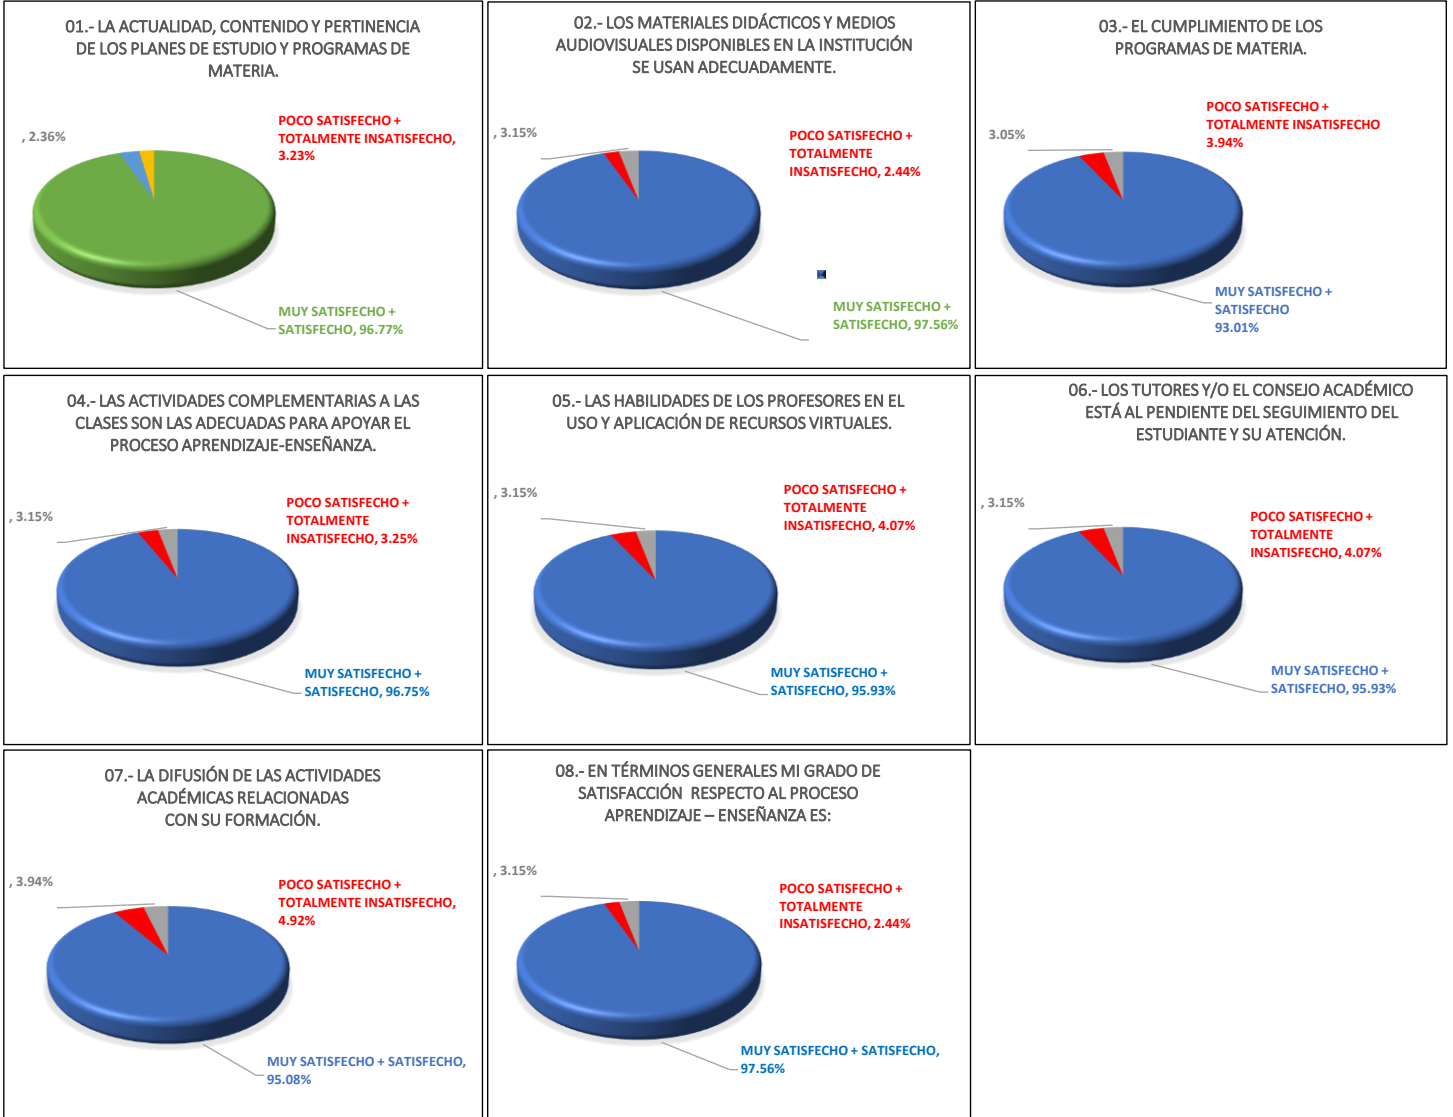 01.- LA ACTUALIDAD, CONTENIDO Y PERTINENCIA
DE LOS PLANES DE ESTUDIO Y PROGRAMAS DE
MATERIA.
, 2.36%
POCO SATISFECHO +
TOTALMENTE INSATISFECHO,
3.23%
MUY SATISFECHO +
SATISFECHO, 96.77%
02.- LOS MATERIALES DIDÁCTICOS Y MEDIOS
AUDIOVISUALES DISPONIBLES EN LA INSTITUCIÓN
SE USAN ADECUADAMENTE.
, 3.15%
POCO SATISFECHO +
TOTALMENTE
INSATISFECHO, 2.44%
MUY SATISFECHO +
SATISFECHO, 97.56%
03.- EL CUMPLIMIENTO DE LOS
PROGRAMAS DE MATERIA.
3.05%
POCO SATISFECHO +
TOTALMENTE INSATISFECHO
3.94%
MUY SATISFECHO +
SATISFECHO
93.01%
04.- LAS ACTIVIDADES COMPLEMENTARIAS A LAS
CLASES SON LAS ADECUADAS PARA APOYAR EL
PROCESO APRENDIZAJE-ENSEÑANZA.
, 3.15%
POCO SATISFECHO +
TOTALMENTE
INSATISFECHO, 3.25%
MUY SATISFECHO +
SATISFECHO, 96.75%
05.- LAS HABILIDADES DE LOS PROFESORES EN EL
USO Y APLICACIÓN DE RECURSOS VIRTUALES.
, 3.15%
POCO SATISFECHO +
TOTALMENTE
INSATISFECHO, 4.07%
MUY SATISFECHO +
SATISFECHO, 95.93%
06.- LOS TUTORES Y/O EL CONSEJO ACADÉMICO
ESTÁ AL PENDIENTE DEL SEGUIMIENTO DEL
ESTUDIANTE Y SU ATENCIÓN.
, 3.15%
POCO SATISFECHO +
TOTALMENTE
INSATISFECHO, 4.07%
MUY SATISFECHO +
SATISFECHO, 95.93%
07.- LA DIFUSIÓN DE LAS ACTIVIDADES
ACADÉMICAS RELACIONADAS
CON SU FORMACIÓN.
, 3.94%
POCO SATISFECHO +
TOTALMENTE INSATISFECHO,
4.92%
MUY SATISFECHO + SATISFECHO,
95.08%
08.- EN TÉRMINOS GENERALES MI GRADO DE
SATISFACCIÓN RESPECTO AL PROCESO
APRENDIZAJE – ENSEÑANZA ES:
, 3.15%
POCO SATISFECHO +
TOTALMENTE
INSATISFECHO, 2.44%
MUY SATISFECHO + SATISFECHO,
97.56%